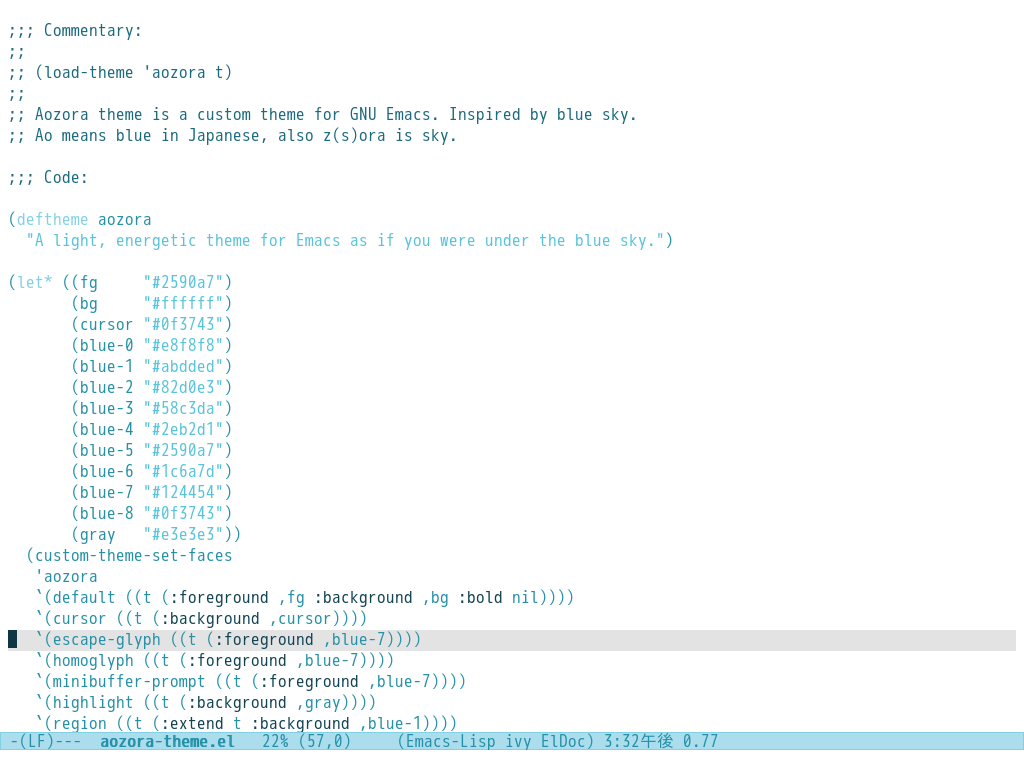 ;;; Commentary:
;;
;; (load-theme 'aozora t)
;;
;; Aozora theme is a custom theme for GNU Emacs. Inspired by blue sky.
;; Ao means blue in Japanese, also z(s)ora is sky.
;;; Code:
(deftheme aozora
  "A light, energetic theme for Emacs as if you were under the blue sky.")
(let* ((fg     "#2590a7")
       (bg     "#ffffff")
       (cursor "#0f3743")
       (blue-0 "#e8f8f8")
       (blue-1 "#abdded")
       (blue-2 "#82d0e3")
       (blue-3 "#58c3da")
       (blue-4 "#2eb2d1")
       (blue-5 "#2590a7")
       (blue-6 "#1c6a7d")
       (blue-7 "#124454")
       (blue-8 "#0f3743")
       (gray   "#e3e3e3"))
  (custom-theme-set-faces
   'aozora
   `(default ((t (:foreground ,fg :background ,bg :bold nil))))
   `(cursor ((t (:background ,cursor))))
   `(escape-glyph ((t (:foreground ,blue-7))))
   `(homoglyph ((t (:foreground ,blue-7))))
   `(minibuffer-prompt ((t (:foreground ,blue-7))))
   `(highlight ((t (:background ,gray))))
   `(region ((t (:extend t :background ,blue-1))))
-(LF)---  aozora-theme.el   22% (57,0)     (Emacs-Lisp ivy ElDoc) 3:32午後 0.77